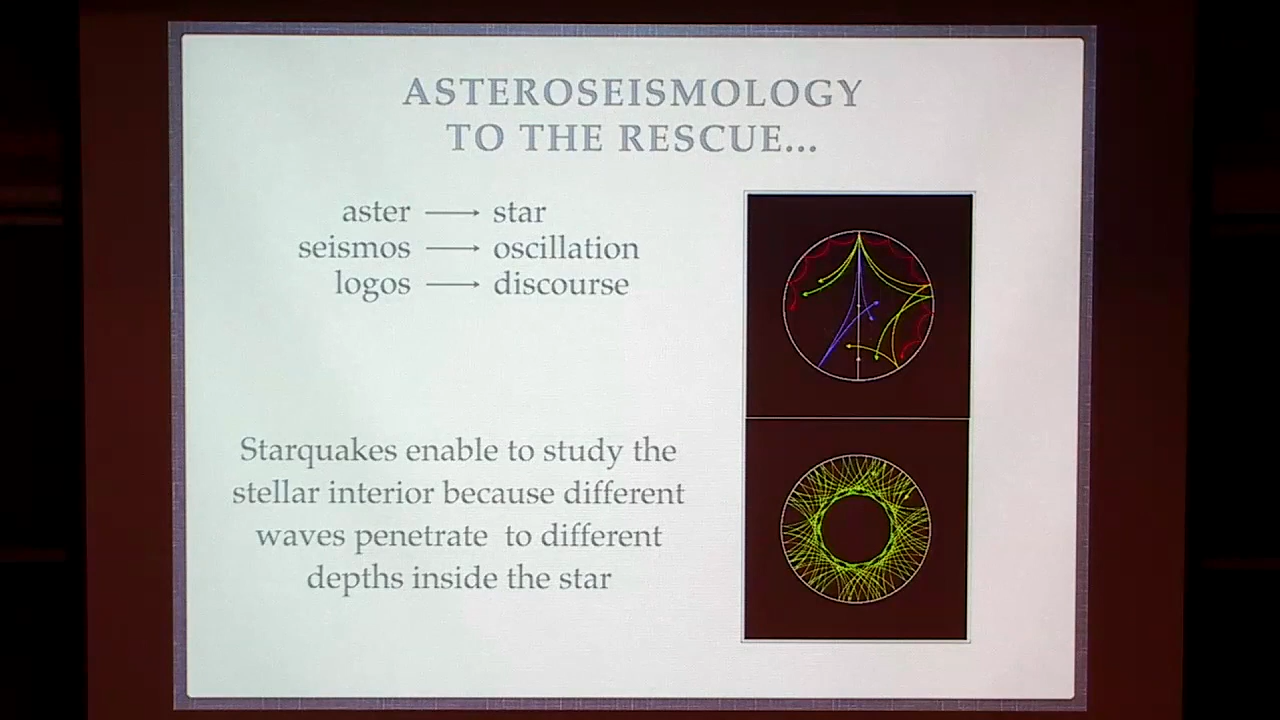 ASTEROSEISMOLOGY
TO THE RESCUE...
aster → star
seismos → oscillation
logos → discourse
Starquakes enable to study the
stellar interior because different
waves penetrate to different
depths inside the star